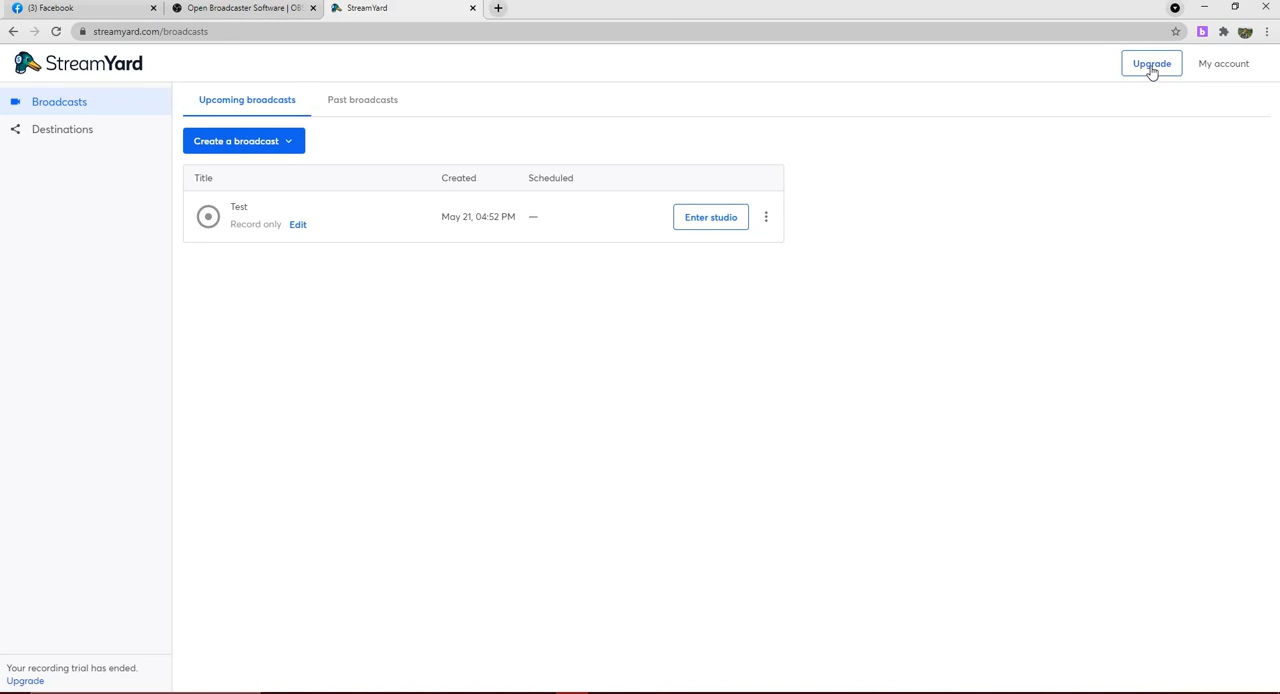 (3) Facebook
Open Broadcaster Software | OB
StreamYard
streamyard.com/broadcasts
StreamYard
Upgrade
My account
Broadcasts
Destinations
Upcoming broadcasts
Past broadcasts
Create a broadcast
Title
Created
Scheduled
Test
Record only
Edit
May 21, 04:52 PM
—
Enter studio
Your recording trial has ended.
Upgrade